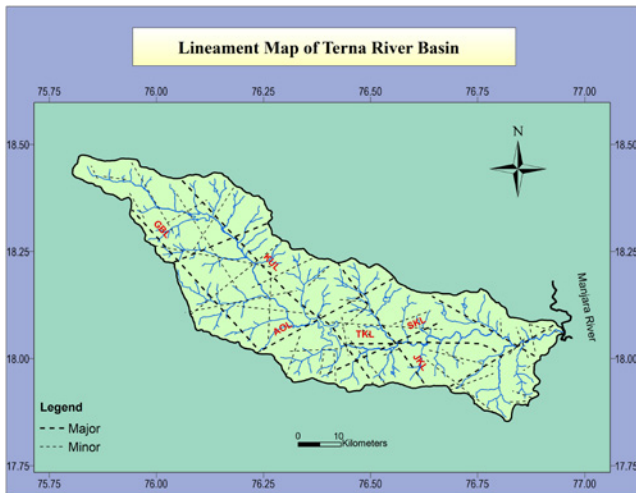 Lineament Map of Terna River Basin
75.75 76.00 76.25 76.50 76.75 77.00
18.50 18.50
N
GBL
18.25 18.25
Manjara River
AOL TKL SKL
18.00 JKL 18.00
Legend
Major
Minor
0 10
Kilometers
17.75 17.75
75.75 76.00 76.25 76.50 76.75 77.00